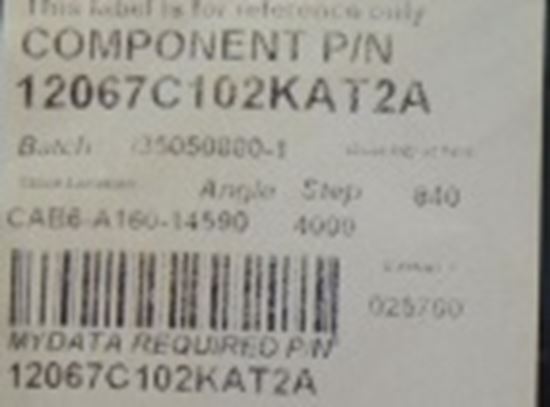 This label is for reference only
COMPONENT P/N
12067C102KAT2A
Batch
Angle Step 840
CAB6-A160-14590 4000
025700
MYDATA REQUIRED P/N
12067C102KAT2A